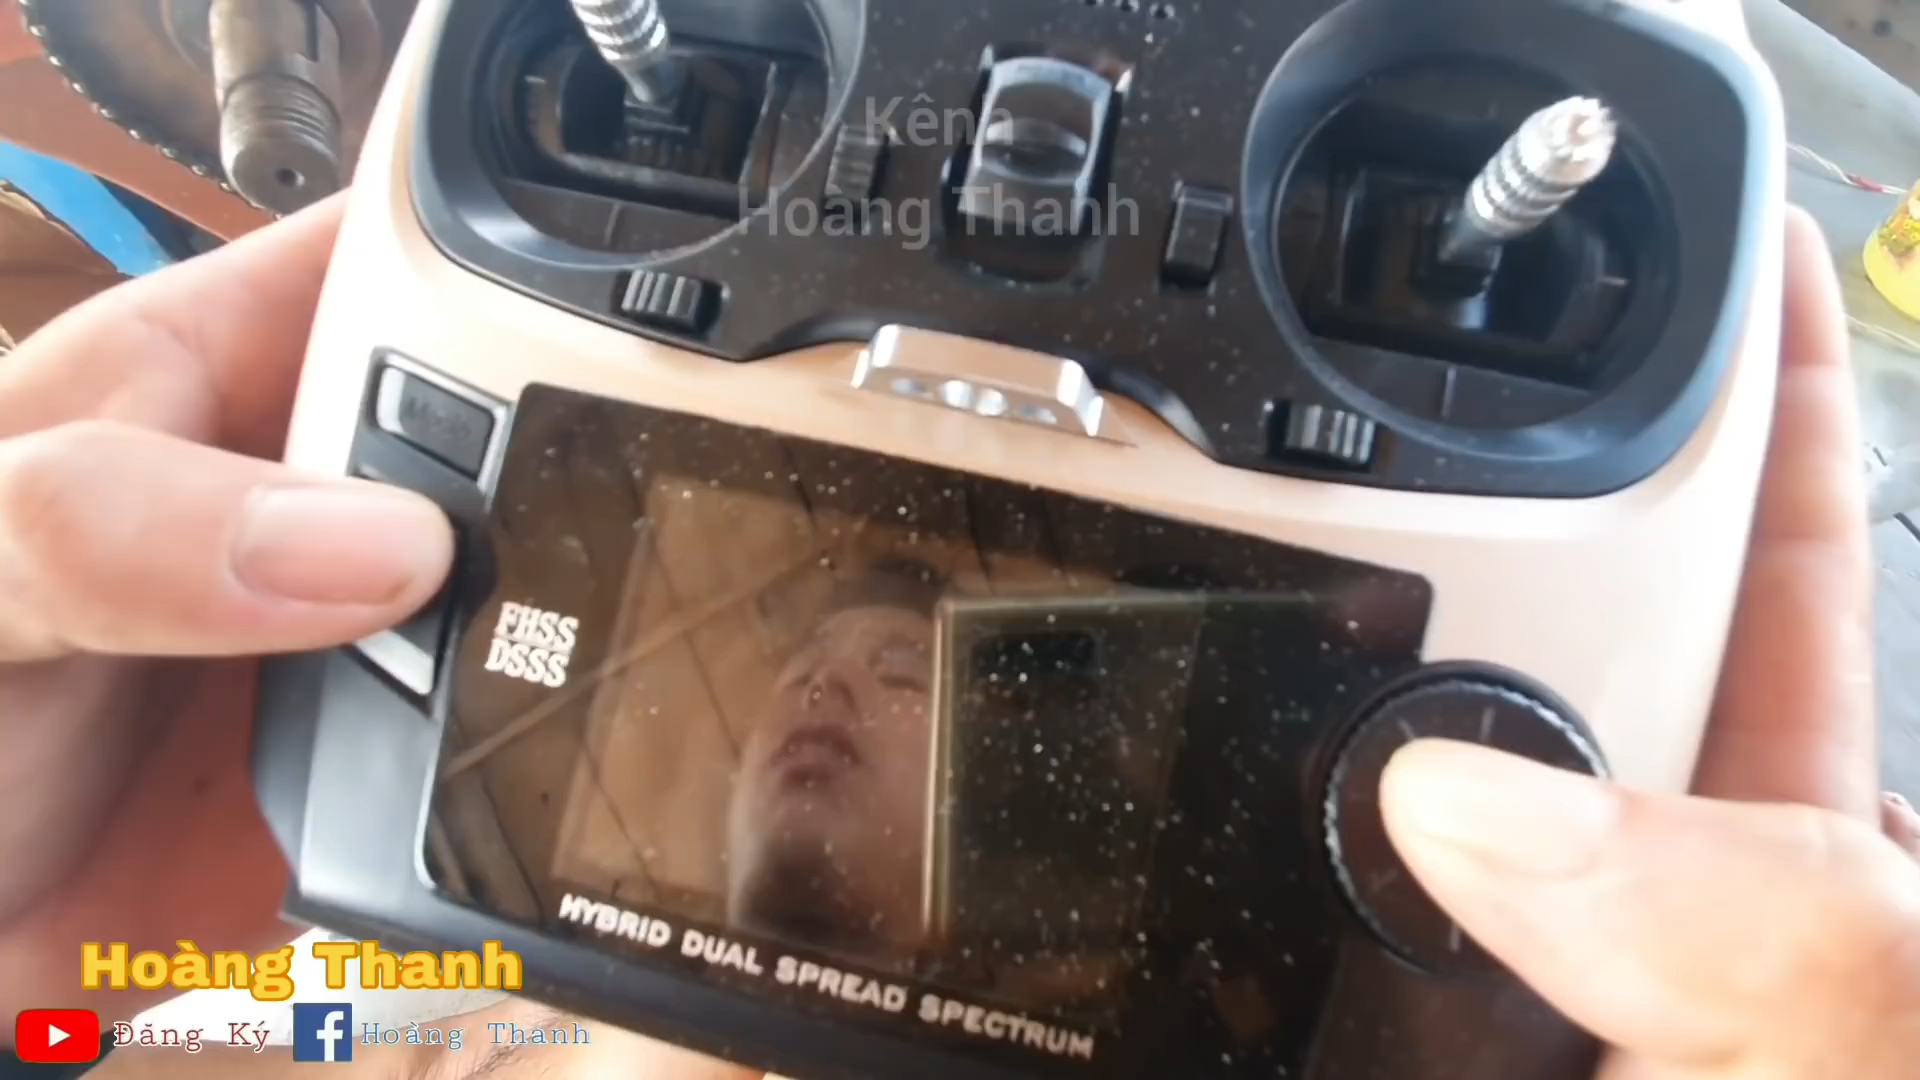 Kênh
Hoàng Thanh
FHSS
DSSS
HYBRID DUAL SPREAD SPECTRUM
Hoàng Thanh
Đăng Ký
Hoàng Thanh